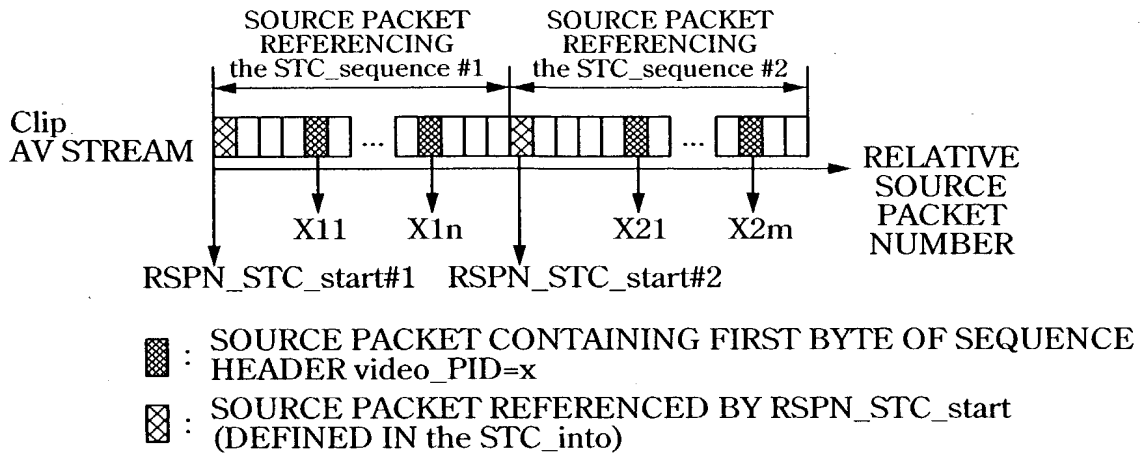 SOURCE PACKET
REFERENCING
the STC_sequence #1
SOURCE PACKET
REFERENCING
the STC_sequence #2
Clip
AV STREAM
...
...
RELATIVE
SOURCE
PACKET
NUMBER
X11
X1n
X21
X2m
RSPN_STC_start#1
RSPN_STC_start#2
: SOURCE PACKET CONTAINING FIRST BYTE OF SEQUENCE
HEADER video_PID=x
: SOURCE PACKET REFERENCED BY RSPN_STC_start
(DEFINED IN the STC_into)